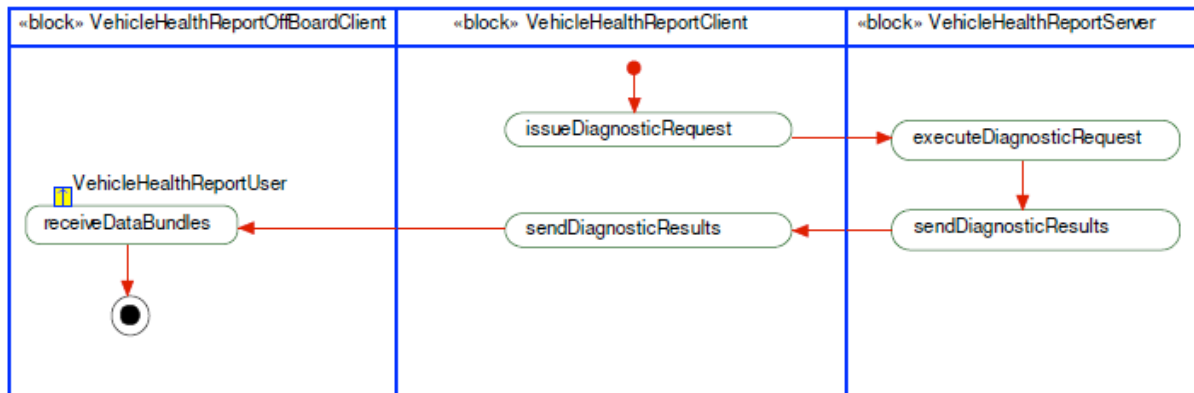 «block» VehicleHealthReportOffBoardClient
«block» VehicleHealthReportClient
«block» VehicleHealthReportServer
issueDiagnosticRequest
executeDiagnosticRequest
VehicleHealthReportUser
receiveDataBundles
sendDiagnosticResults
sendDiagnosticResults